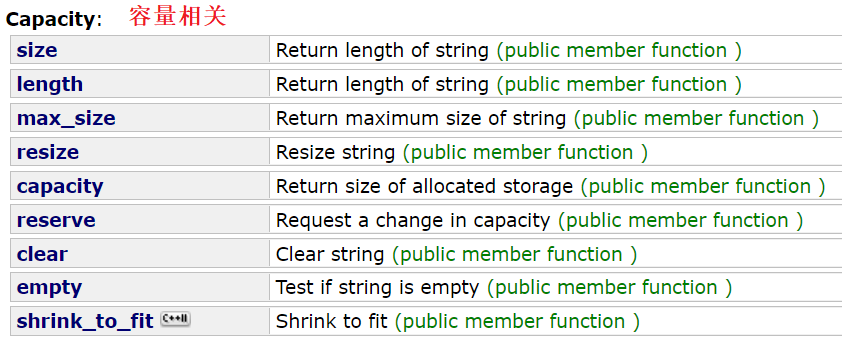 Capacity: 容量相关
size Return length of string (public member function )
length Return length of string (public member function )
max_size Return maximum size of string (public member function )
resize Resize string (public member function )
capacity Return size of allocated storage (public member function )
reserve Request a change in capacity (public member function )
clear Clear string (public member function )
empty Test if string is empty (public member function )
shrink_to_fit C++11 Shrink to fit (public member function )